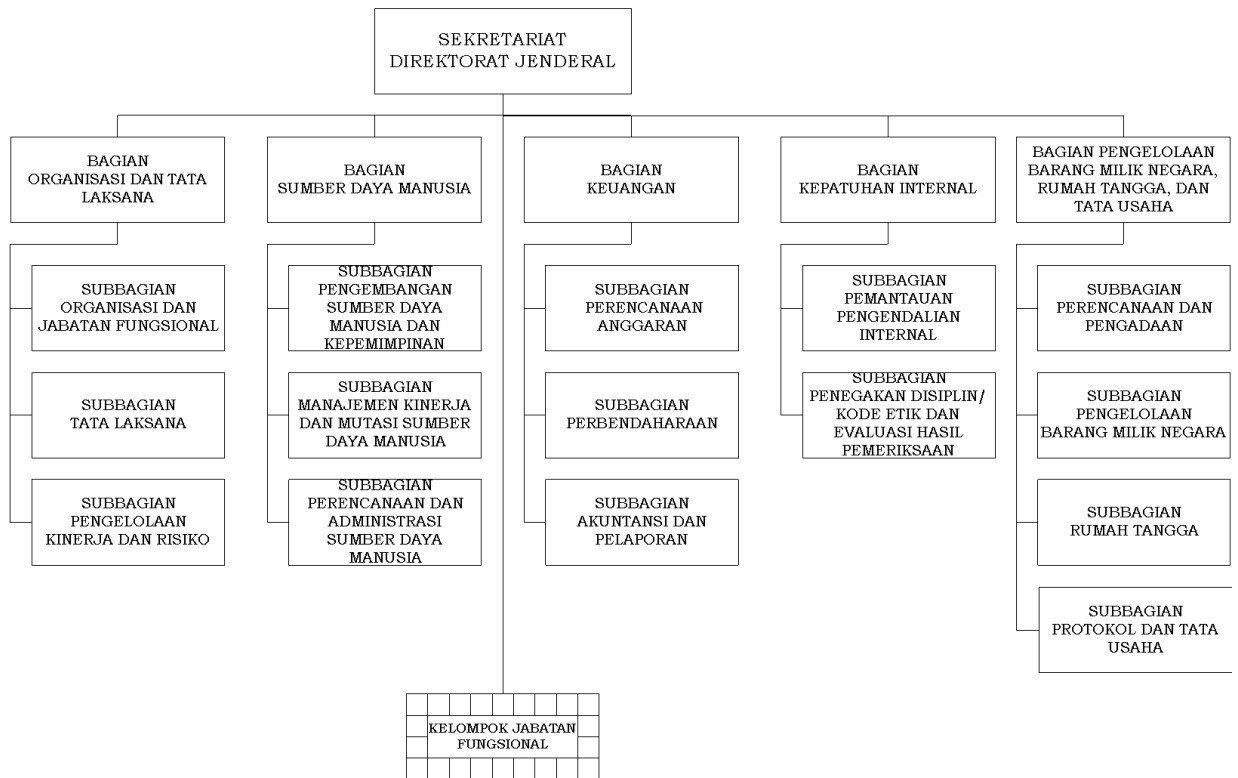 SEKRETARIAT
DIREKTORAT JENDERAL
BAGIAN
ORGANISASI DAN TATA
LAKSANA
BAGIAN
SUMBER DAYA MANUSIA
BAGIAN
KEUANGAN
BAGIAN
KEPATUHAN INTERNAL
BAGIAN PENGELOLAAN
BARANG MILIK NEGARA,
RUMAH TANGGA, DAN
TATA USAHA
SUBBAGIAN
ORGANISASI DAN
JABATAN FUNGSIONAL
SUBBAGIAN
PENGEMBANGAN
SUMBER DAYA
MANUSIA DAN
KEPEMIMPINAN
SUBBAGIAN
PERENCANAAN
ANGGARAN
SUBBAGIAN
PEMANTAUAN
PENGENDALIAN
INTERNAL
SUBBAGIAN
PERENCANAAN DAN
PENGADAAN
SUBBAGIAN
TATA LAKSANA
SUBBAGIAN
MANAJEMEN KINERJA
DAN MUTASI SUMBER
DAYA MANUSIA
SUBBAGIAN
PERBENDAHARAAN
SUBBAGIAN
PENEGAKAN DISIPLIN/
KODE ETIK DAN
EVALUASI HASIL
PEMERIKSAAN
SUBBAGIAN
PENGELOLAAN
BARANG MILIK NEGARA
SUBBAGIAN
PENGELOLAAN
KINERJA DAN RISIKO
SUBBAGIAN
PERENCANAAN DAN
ADMINISTRASI
SUMBER DAYA
MANUSIA
SUBBAGIAN
AKUNTANSI DAN
PELAPORAN
SUBBAGIAN
RUMAH TANGGA
SUBBAGIAN
PROTOKOL DAN TATA
USAHA
KELOMPOK JABATAN
FUNGSIONAL